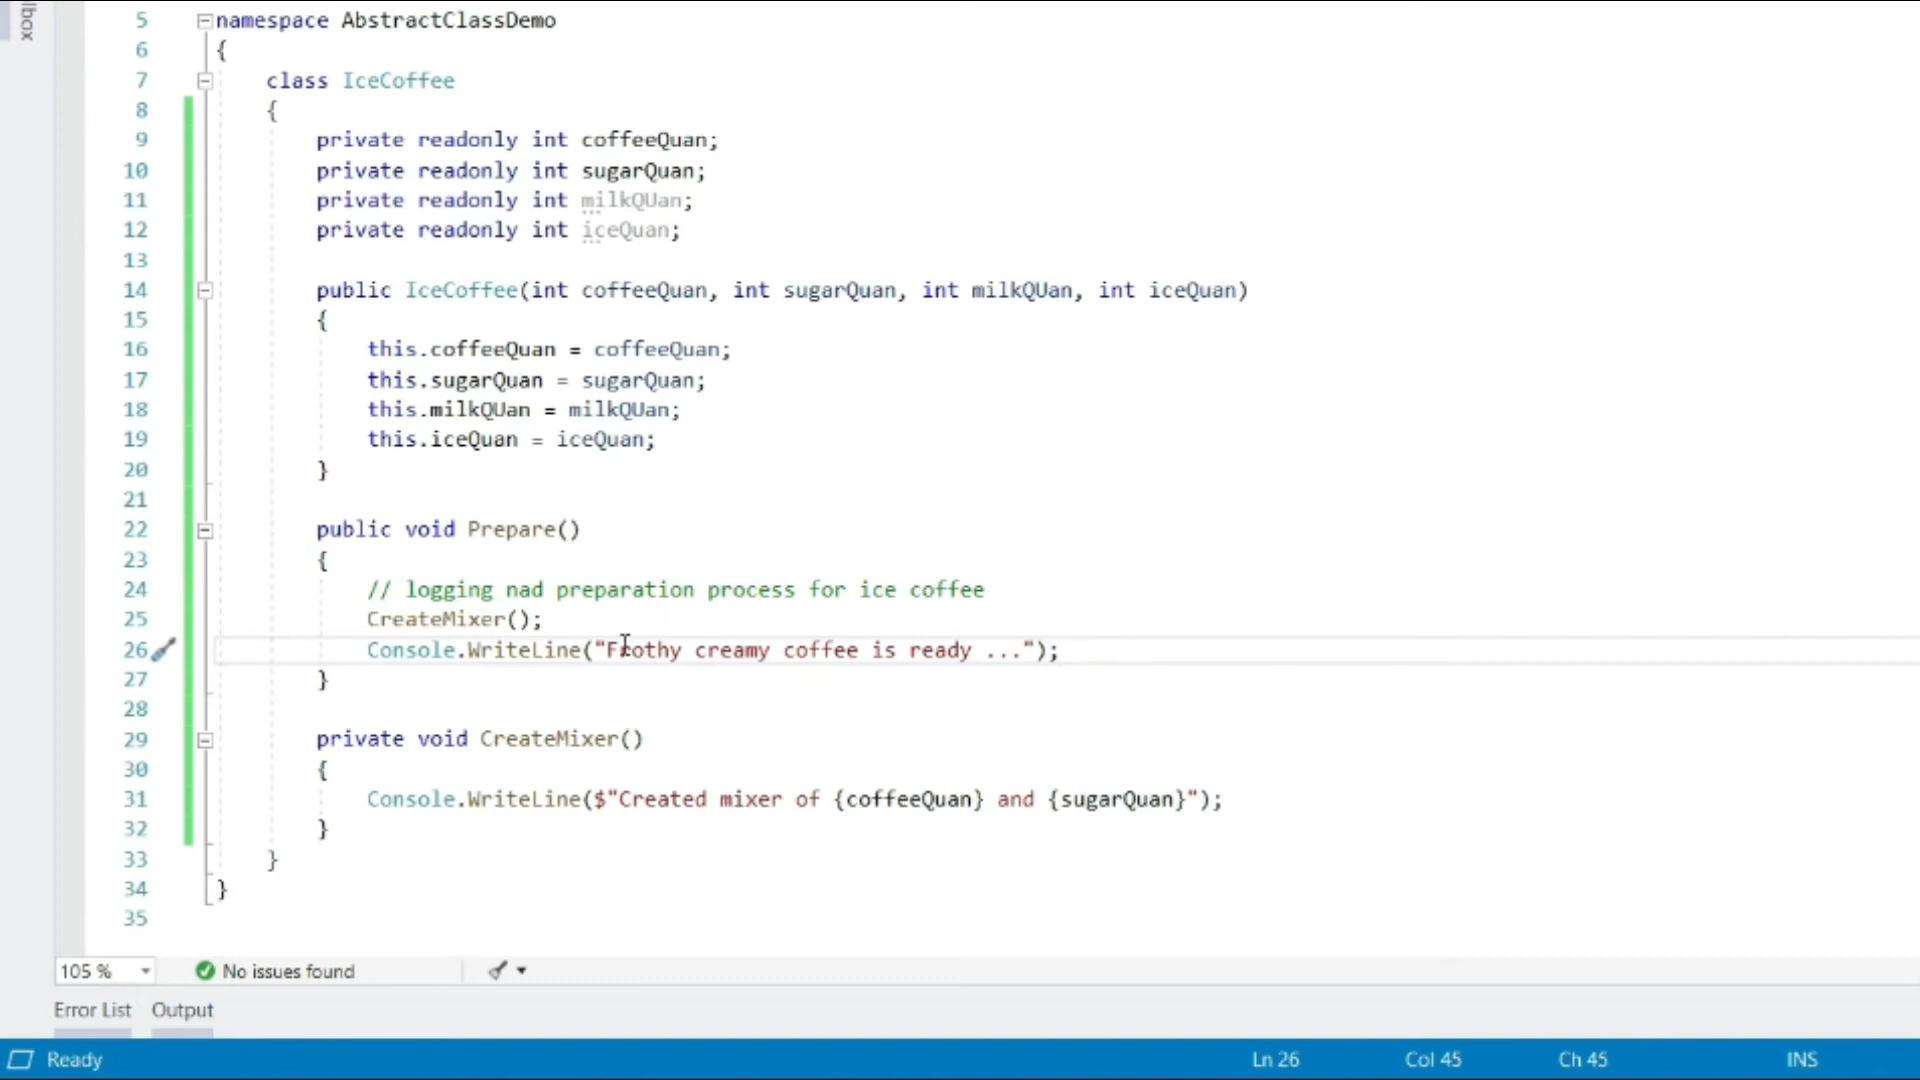 lbox
5 namespace AbstractClassDemo
6 {
7 class IceCoffee
8 {
9 private readonly int coffeeQuan;
10 private readonly int sugarQuan;
11 private readonly int milkQUan;
12 private readonly int iceQuan;
13
14 public IceCoffee(int coffeeQuan, int sugarQuan, int milkQUan, int iceQuan)
15 {
16 this.coffeeQuan = coffeeQuan;
17 this.sugarQuan = sugarQuan;
18 this.milkQUan = milkQUan;
19 this.iceQuan = iceQuan;
20 }
21
22 public void Prepare()
23 {
24 // logging nad preparation process for ice coffee
25 CreateMixer();
26 Console.WriteLine("Frothy creamy coffee is ready ...");
27 }
28
29 private void CreateMixer()
30 {
31 Console.WriteLine($"Created mixer of {coffeeQuan} and {sugarQuan}");
32 }
33 }
34 }
35
105 % No issues found
Error List Output
Ready Ln 26 Col 45 Ch 45 INS